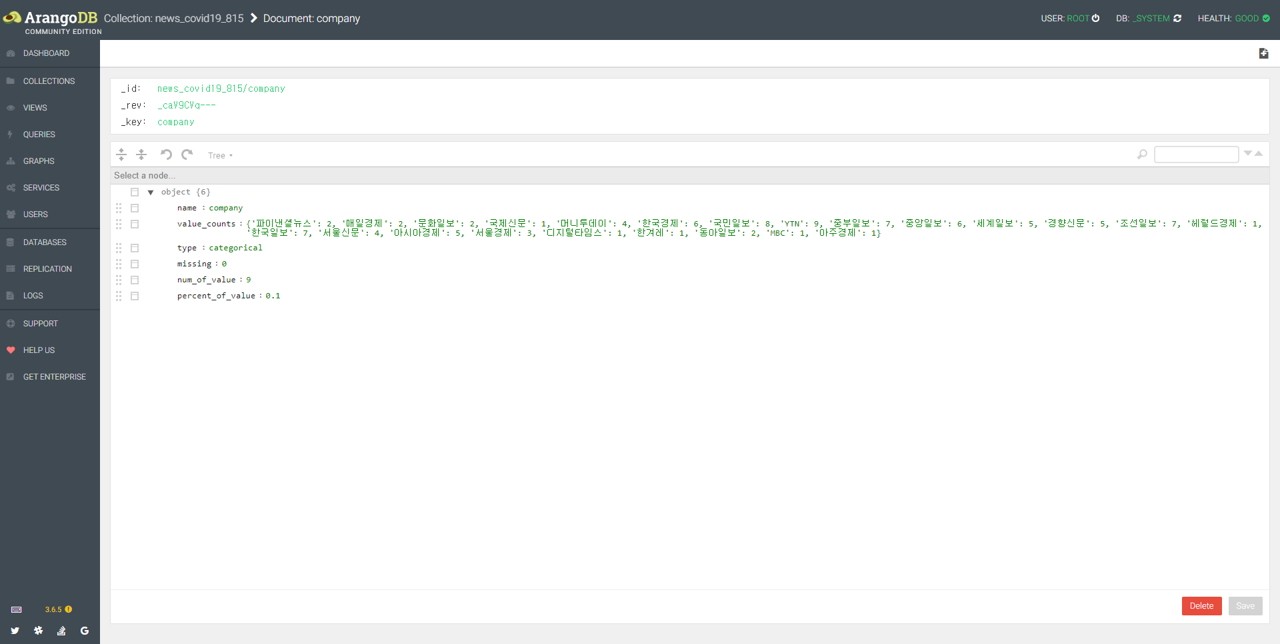 ArangoDB
COMMUNITY EDITION
Collection: news_covid19_815 Document: company
USER: ROOT DB: _SYSTEM HEALTH: GOOD
DASHBOARD
COLLECTIONS
VIEWS
QUERIES
GRAPHS
SERVICES
USERS
DATABASES
REPLICATION
LOGS
SUPPORT
HELP US
GET ENTERPRISE
3.6.5
_id: news_covid19_815/company
_rev: _caV9CVq---
_key: company
Tree
Select a node...
object {6}
name : company
value_counts : {'파이낸셜뉴스': 2, '매일경제': 2, '문화일보': 2, '국제신문': 1, '머니투데이': 4, '한국경제': 6, '국민일보': 8, 'YTN': 9, '중부일보': 7, '중앙일보': 6, '세계일보': 5, '경향신문': 5, '조선일보': 7, '헤럴드경제': 1,
'한국일보': 7, '서울신문': 4, '아시아경제': 5, '서울경제': 3, '디지털타임스': 1, '한겨레': 1, '동아일보': 2, 'MBC': 1, '아주경제': 1}
type : categorical
missing : 0
num_of_value : 9
percent_of_value : 0.1
Delete Save